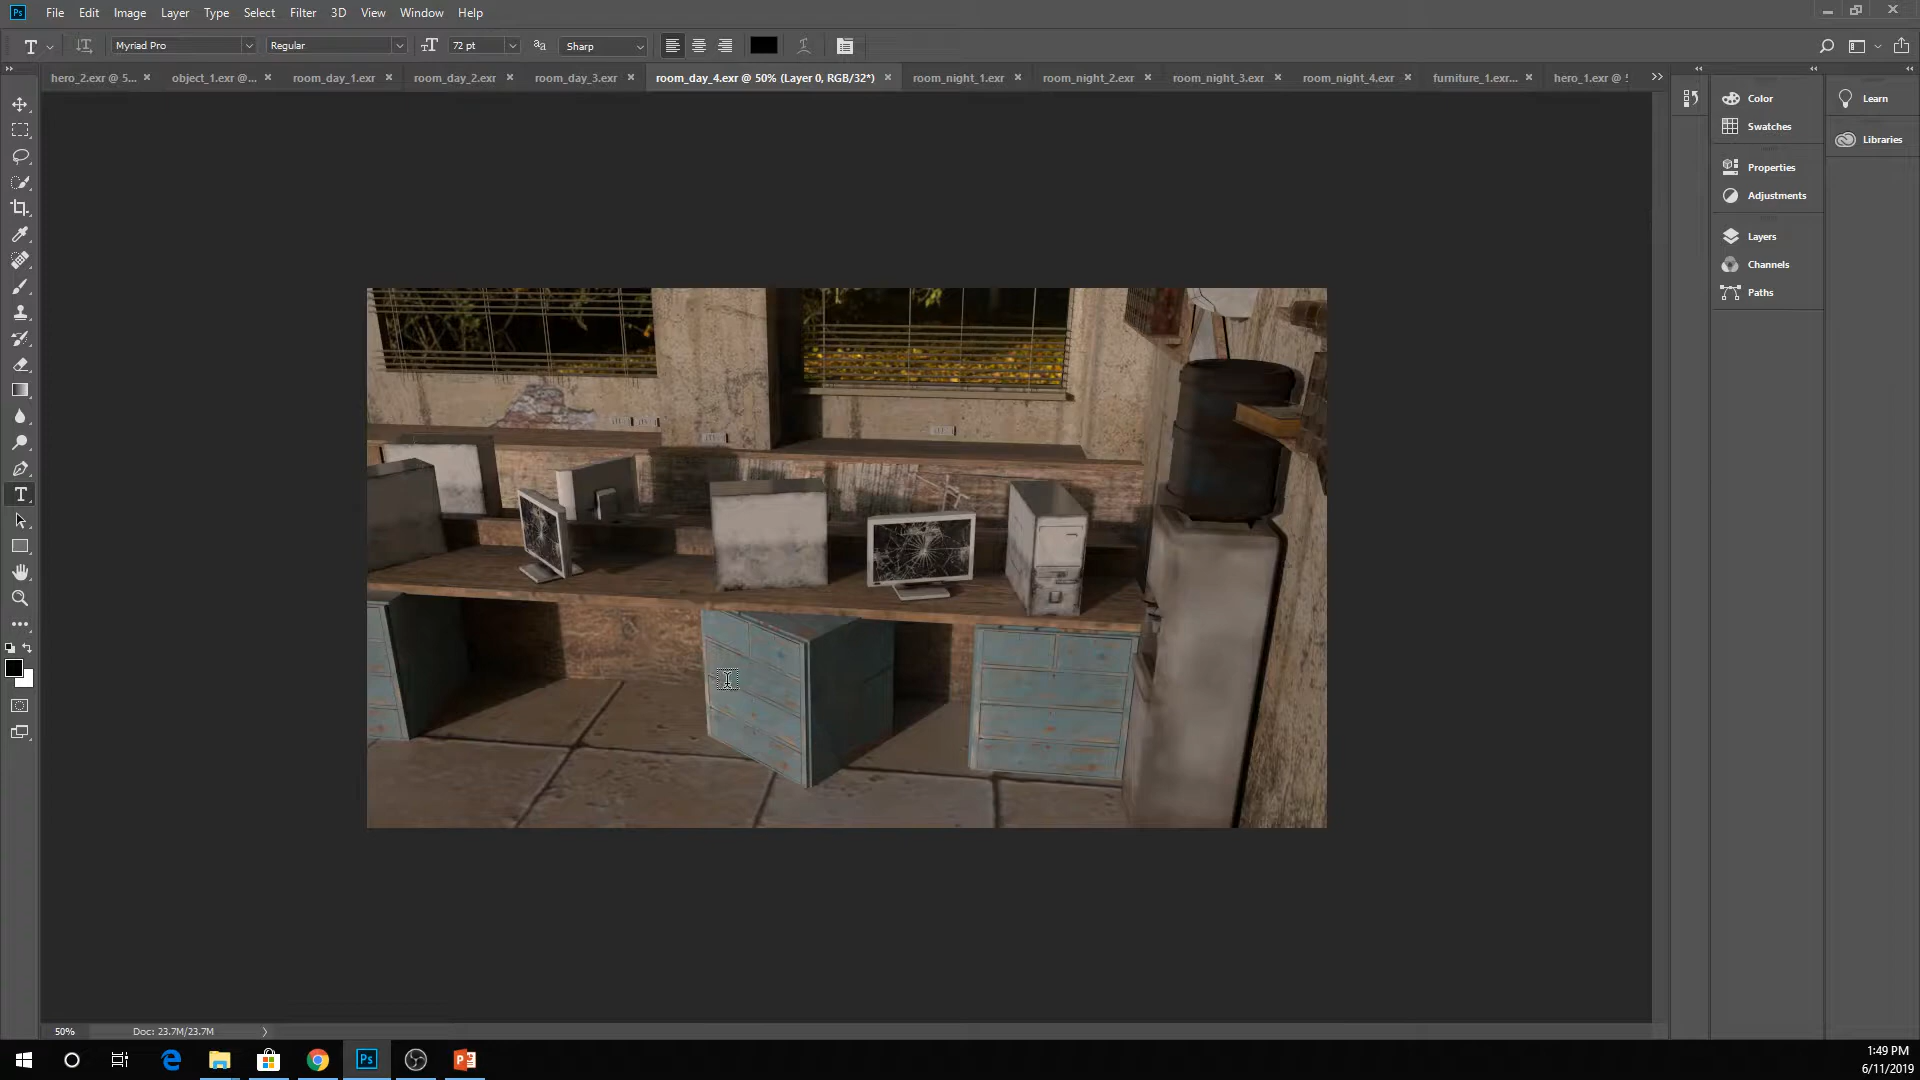 Ps File Edit Image Layer Type Select Filter 3D View Window Help
T Myriad Pro Regular 72 pt Sharp
hero_2.exr @ 5... object_1.exr @... room_day_1.exr room_day_2.exr room_day_3.exr room_day_4.exr @ 50% (Layer 0, RGB/32*) room_night_1.exr room_night_2.exr room_night_3.exr room_night_4.exr furniture_1.exr... hero_1.exr @
Color
Learn
Swatches
Libraries
Properties
Adjustments
Layers
Channels
Paths
50% Doc: 23.7M/23.7M
1:49 PM
6/11/2019